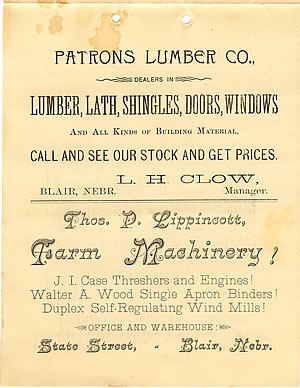 PATRONS LUMBER CO.,
DEALERS IN
LUMBER, LATH, SHINGLES, DOORS, WINDOWS
AND ALL KINDS OF BUILDING MATERIAL.
CALL AND SEE OUR STOCK AND GET PRICES.
L. H. CLOW,
BLAIR, NEBR. Manager.
Thos. P. Lippincott,
Farm Machinery!
J. I. Case Threshers and Engines!
Walter A. Wood Single Apron Binders!
Duplex Self-Regulating Wind Mills!
OFFICE AND WAREHOUSE:
State Street, - Blair, Nebr.